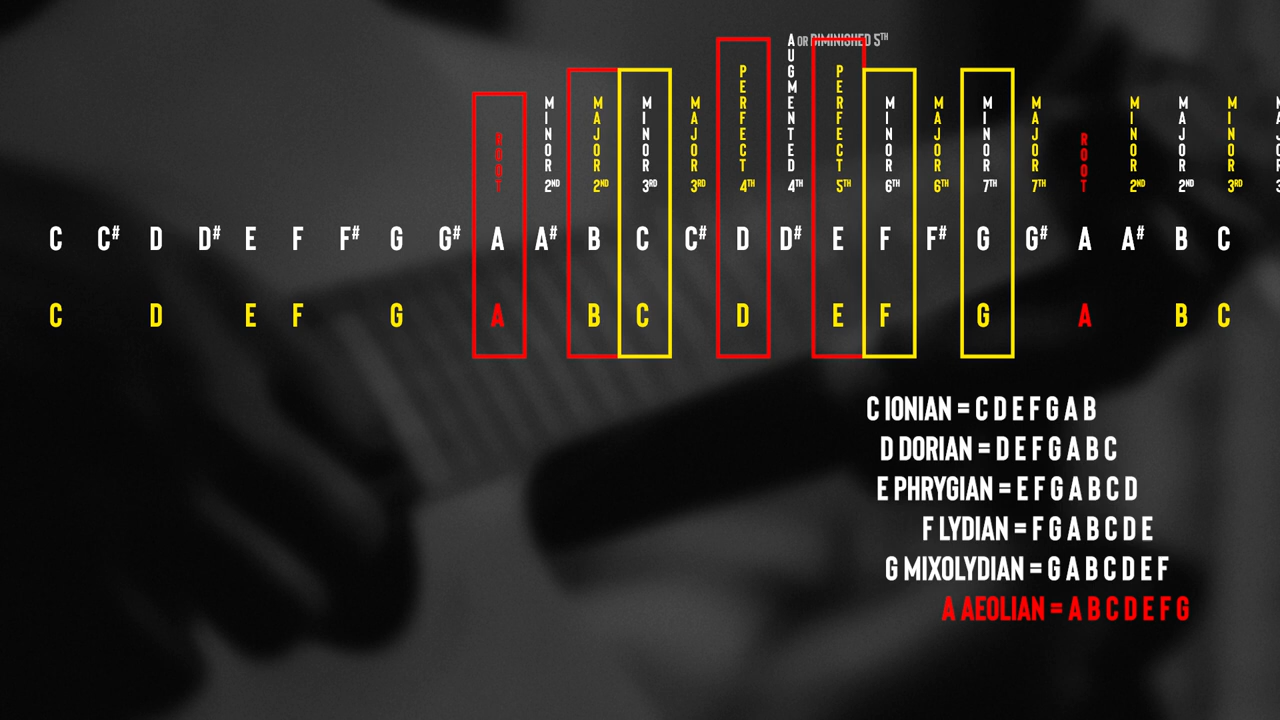 A OR DIMINISHED 5TH
ROOT MINOR 2ND MAJOR 2ND MINOR 3RD MAJOR 3RD PERFECT 4TH AUGMENTED 4TH PERFECT 5TH MINOR 6TH MAJOR 6TH MINOR 7TH MAJOR 7TH ROOT MINOR 2ND MAJOR 2ND MINOR 3RD
C C# D D# E F F# G G# A A# B C C# D D# E F F# G G# A A# B C
C D E F G A B C D E F G A B C
C IONIAN = C D E F G A B
D DORIAN = D E F G A B C
E PHRYGIAN = E F G A B C D
F LYDIAN = F G A B C D E
G MIXOLYDIAN = G A B C D E F
A AEOLIAN = A B C D E F G